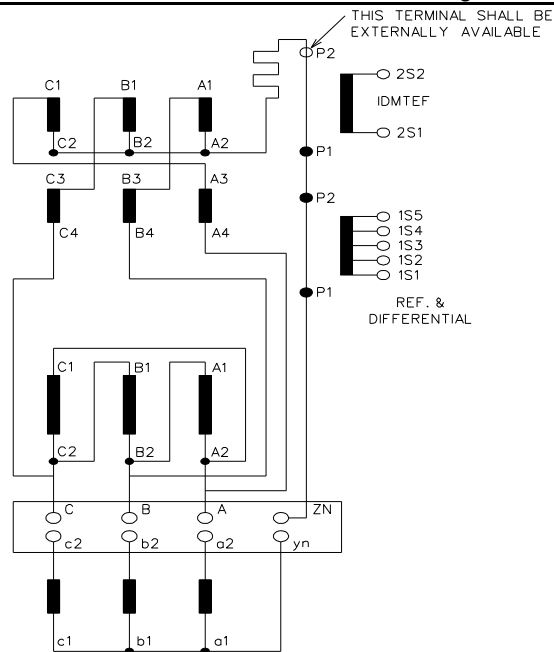 THIS TERMINAL SHALL BE
EXTERNALLY AVAILABLE
P2
2S2
IDMTEF
2S1
C1 B1 A1
C2 B2 A2
P1
C3 B3 A3
P2
C4 B4 A4
1S5
1S4
1S3
1S2
1S1
P1
REF. &
DIFFERENTIAL
C1 B1 A1
C2 B2 A2
C B A ZN
c2 b2 a2 yn
c1 b1 a1